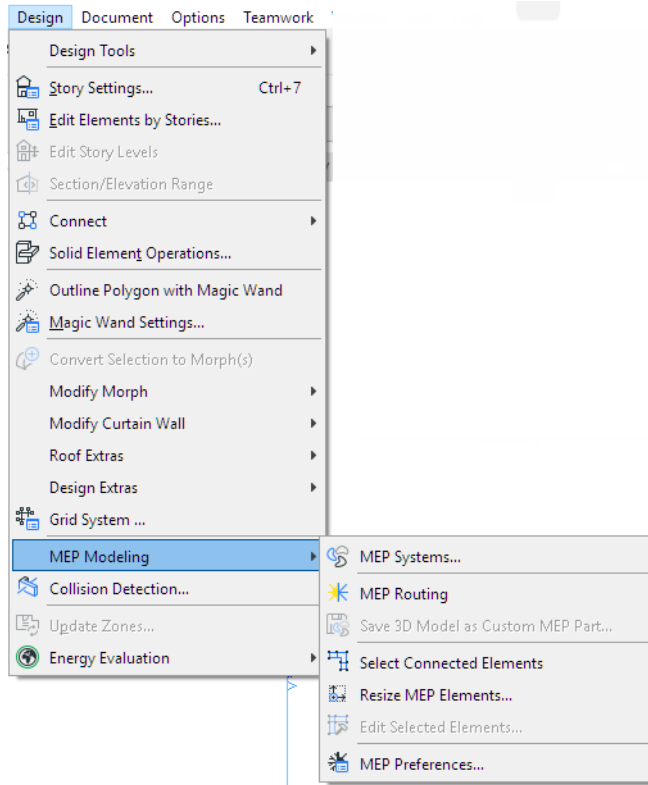 Design Document Options Teamwork
Design Tools
Story Settings... Ctrl+7
Edit Elements by Stories...
Edit Story Levels
Section/Elevation Range
Connect
Solid Element Operations...
Outline Polygon with Magic Wand
Magic Wand Settings...
Convert Selection to Morph(s)
Modify Morph
Modify Curtain Wall
Roof Extras
Design Extras
Grid System ...
MEP Modeling
Collision Detection...
Update Zones...
Energy Evaluation
MEP Systems...
MEP Routing
Save 3D Model as Custom MEP Part...
Select Connected Elements
Resize MEP Elements...
Edit Selected Elements...
MEP Preferences...